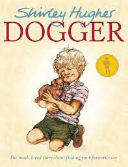 Shirley Hughes
DOGGER
The much-loved story about finding your favourite toy